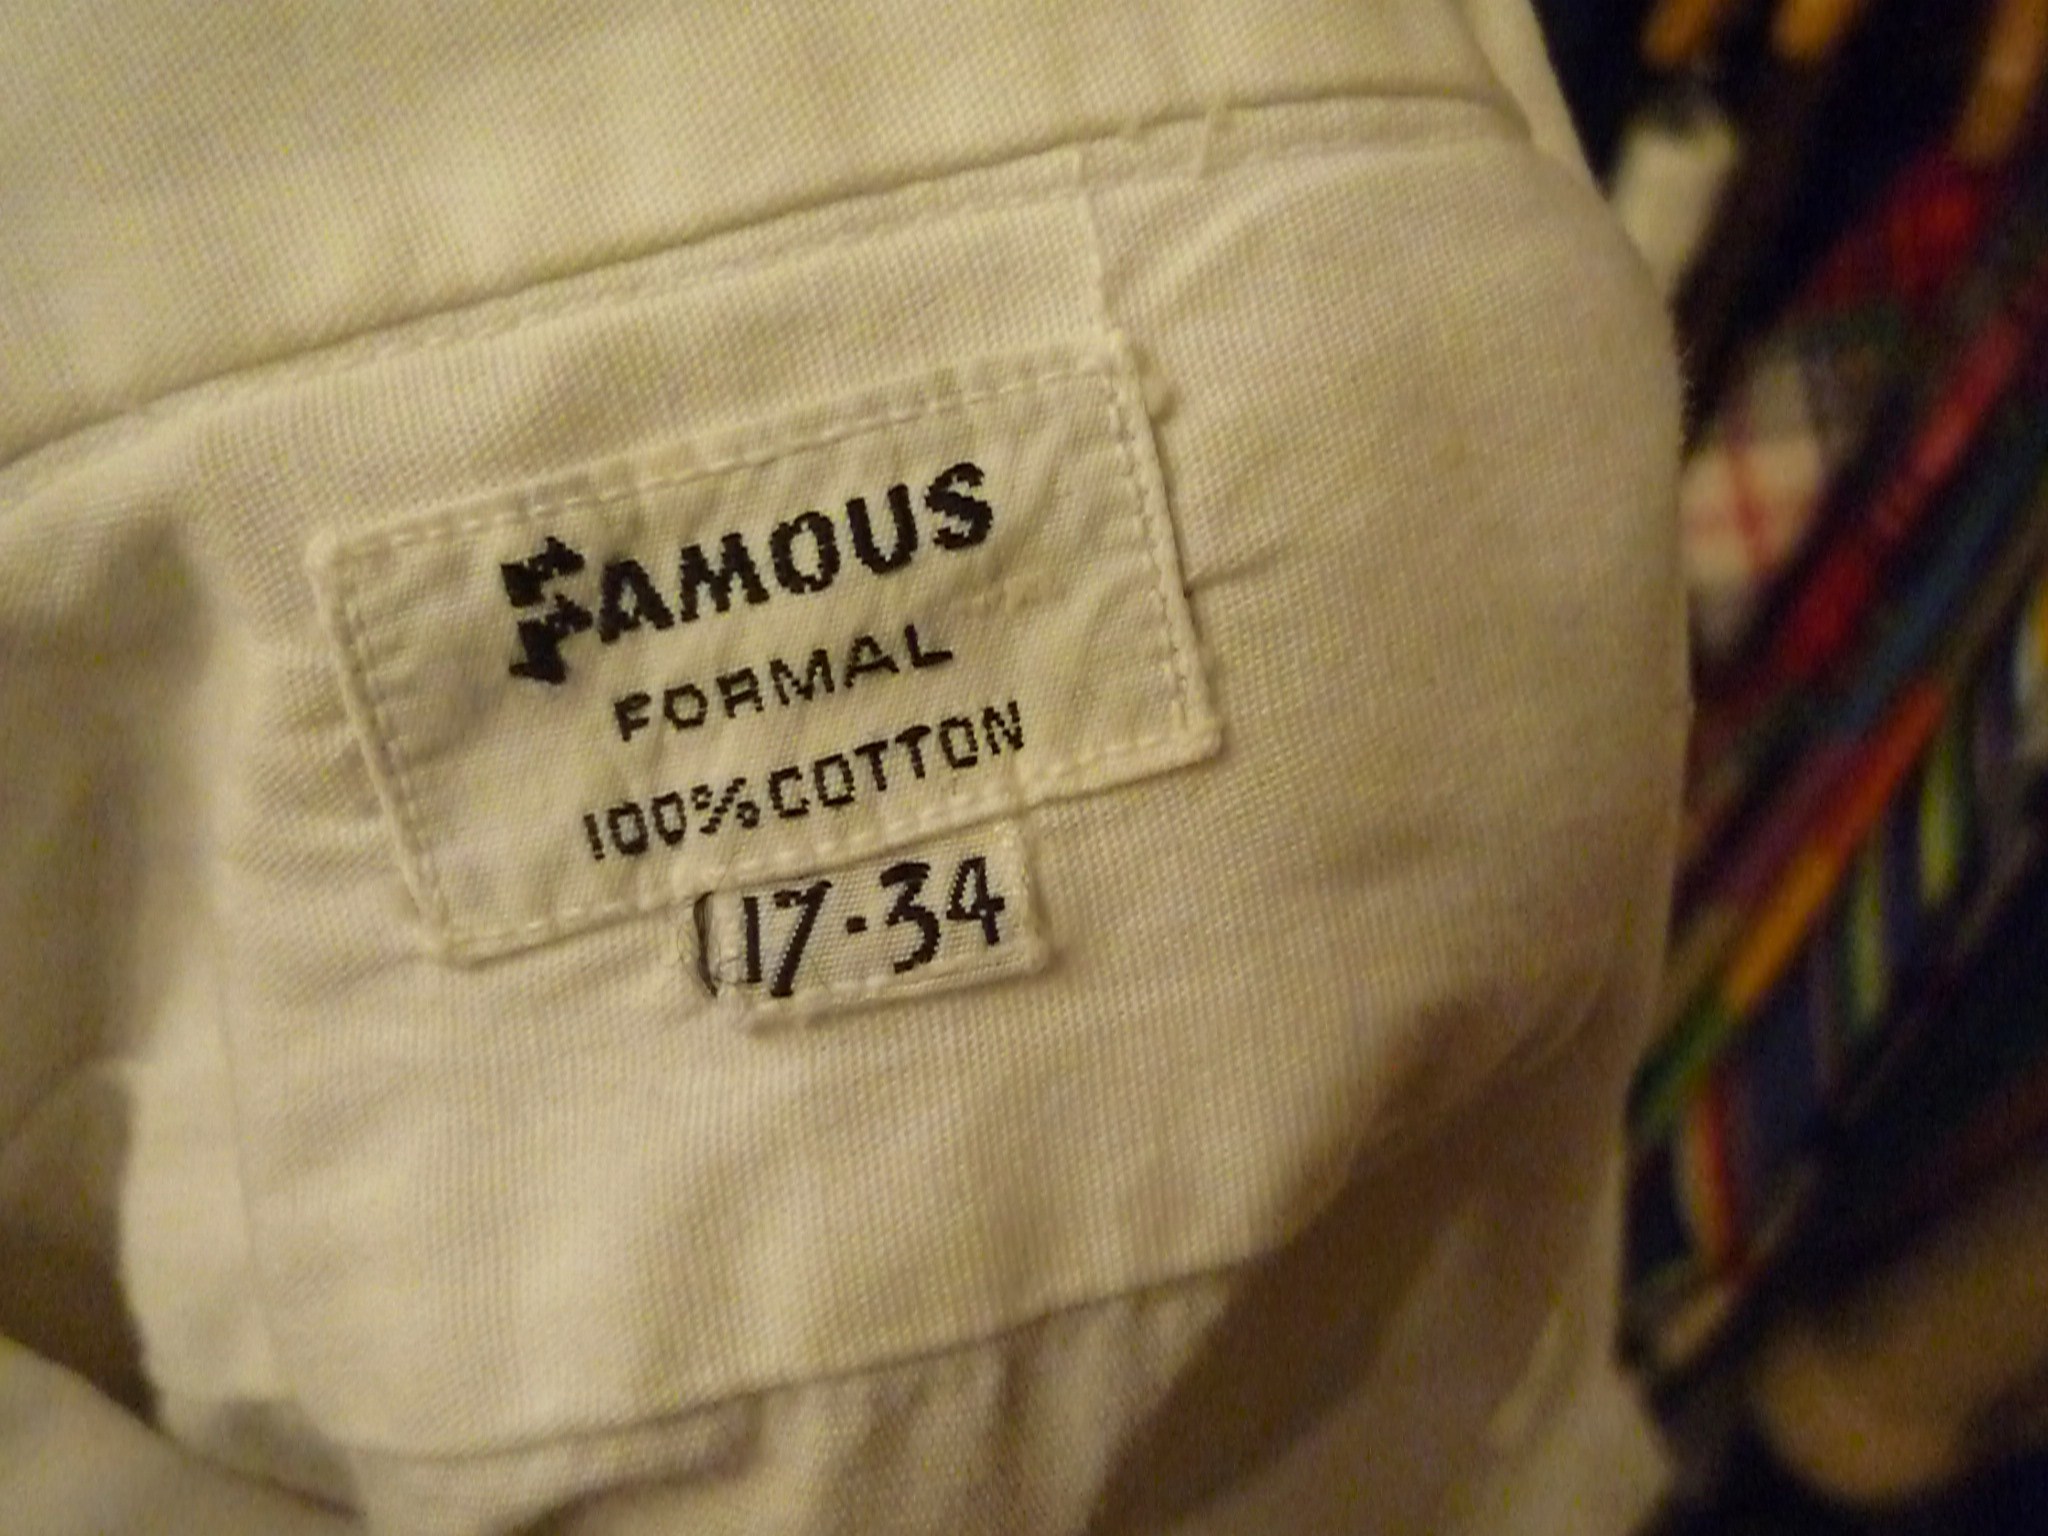 FAMOUS
FORMAL
100% COTTON
17-34